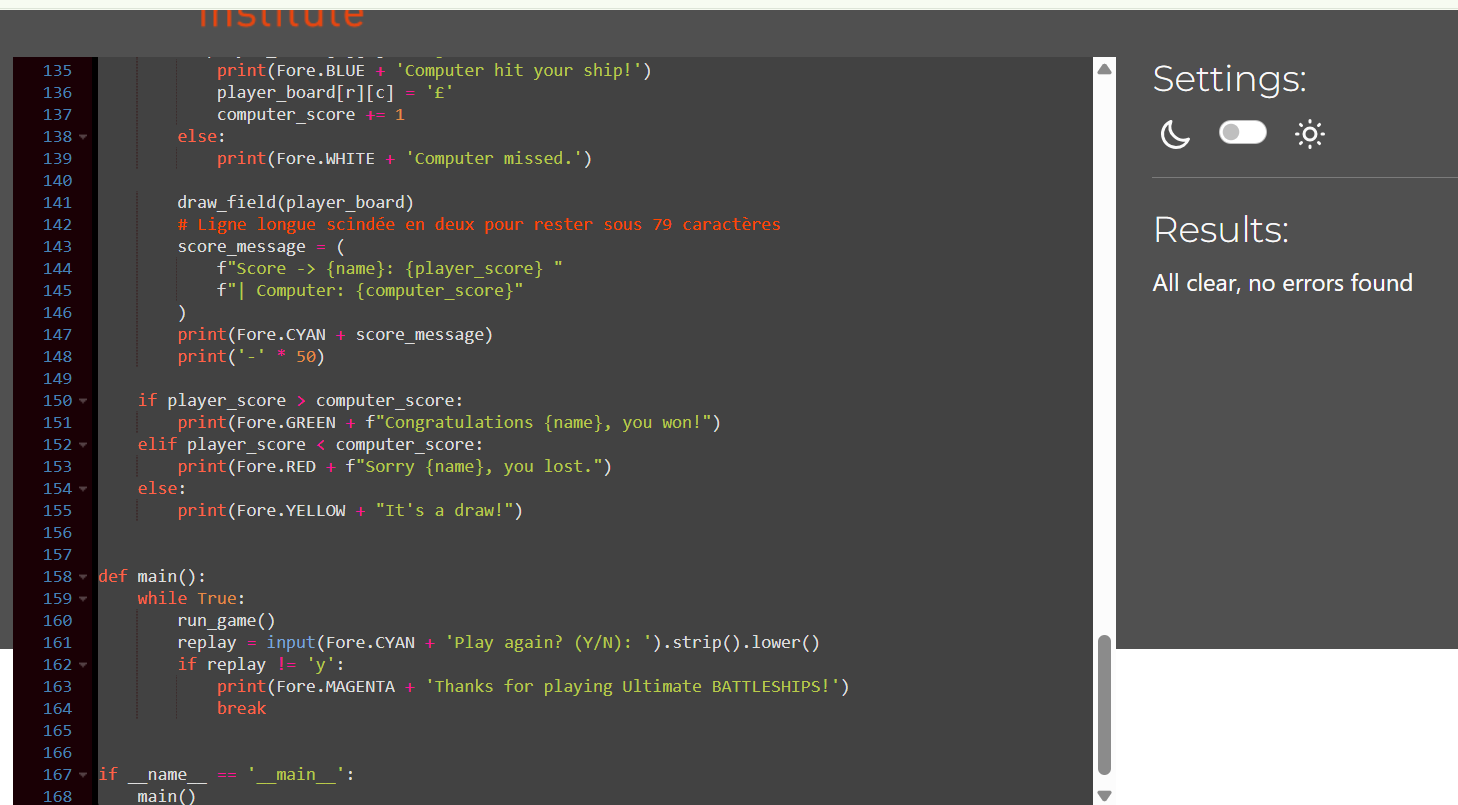 Institute
135 print(Fore.BLUE + 'Computer hit your ship!')
136 player_board[r][c] = '£'
137 computer_score += 1
138 else:
139 print(Fore.WHITE + 'Computer missed.')
140
141 draw_field(player_board)
142 # Ligne longue scindée en deux pour rester sous 79 caractères
143 score_message = (
144 f"Score -> {name}: {player_score} "
145 f"| Computer: {computer_score}"
146 )
147 print(Fore.CYAN + score_message)
148 print('-' * 50)
149
150 if player_score > computer_score:
151 print(Fore.GREEN + f"Congratulations {name}, you won!")
152 elif player_score < computer_score:
153 print(Fore.RED + f"Sorry {name}, you lost.")
154 else:
155 print(Fore.YELLOW + "It's a draw!")
156
157
158 def main():
159 while True:
160 run_game()
161 replay = input(Fore.CYAN + 'Play again? (Y/N): ').strip().lower()
162 if replay != 'y':
163 print(Fore.MAGENTA + 'Thanks for playing Ultimate BATTLESHIPS!')
164 break
165
166
167 if __name__ == '__main__':
168 main()
Settings:
Results:
All clear, no errors found